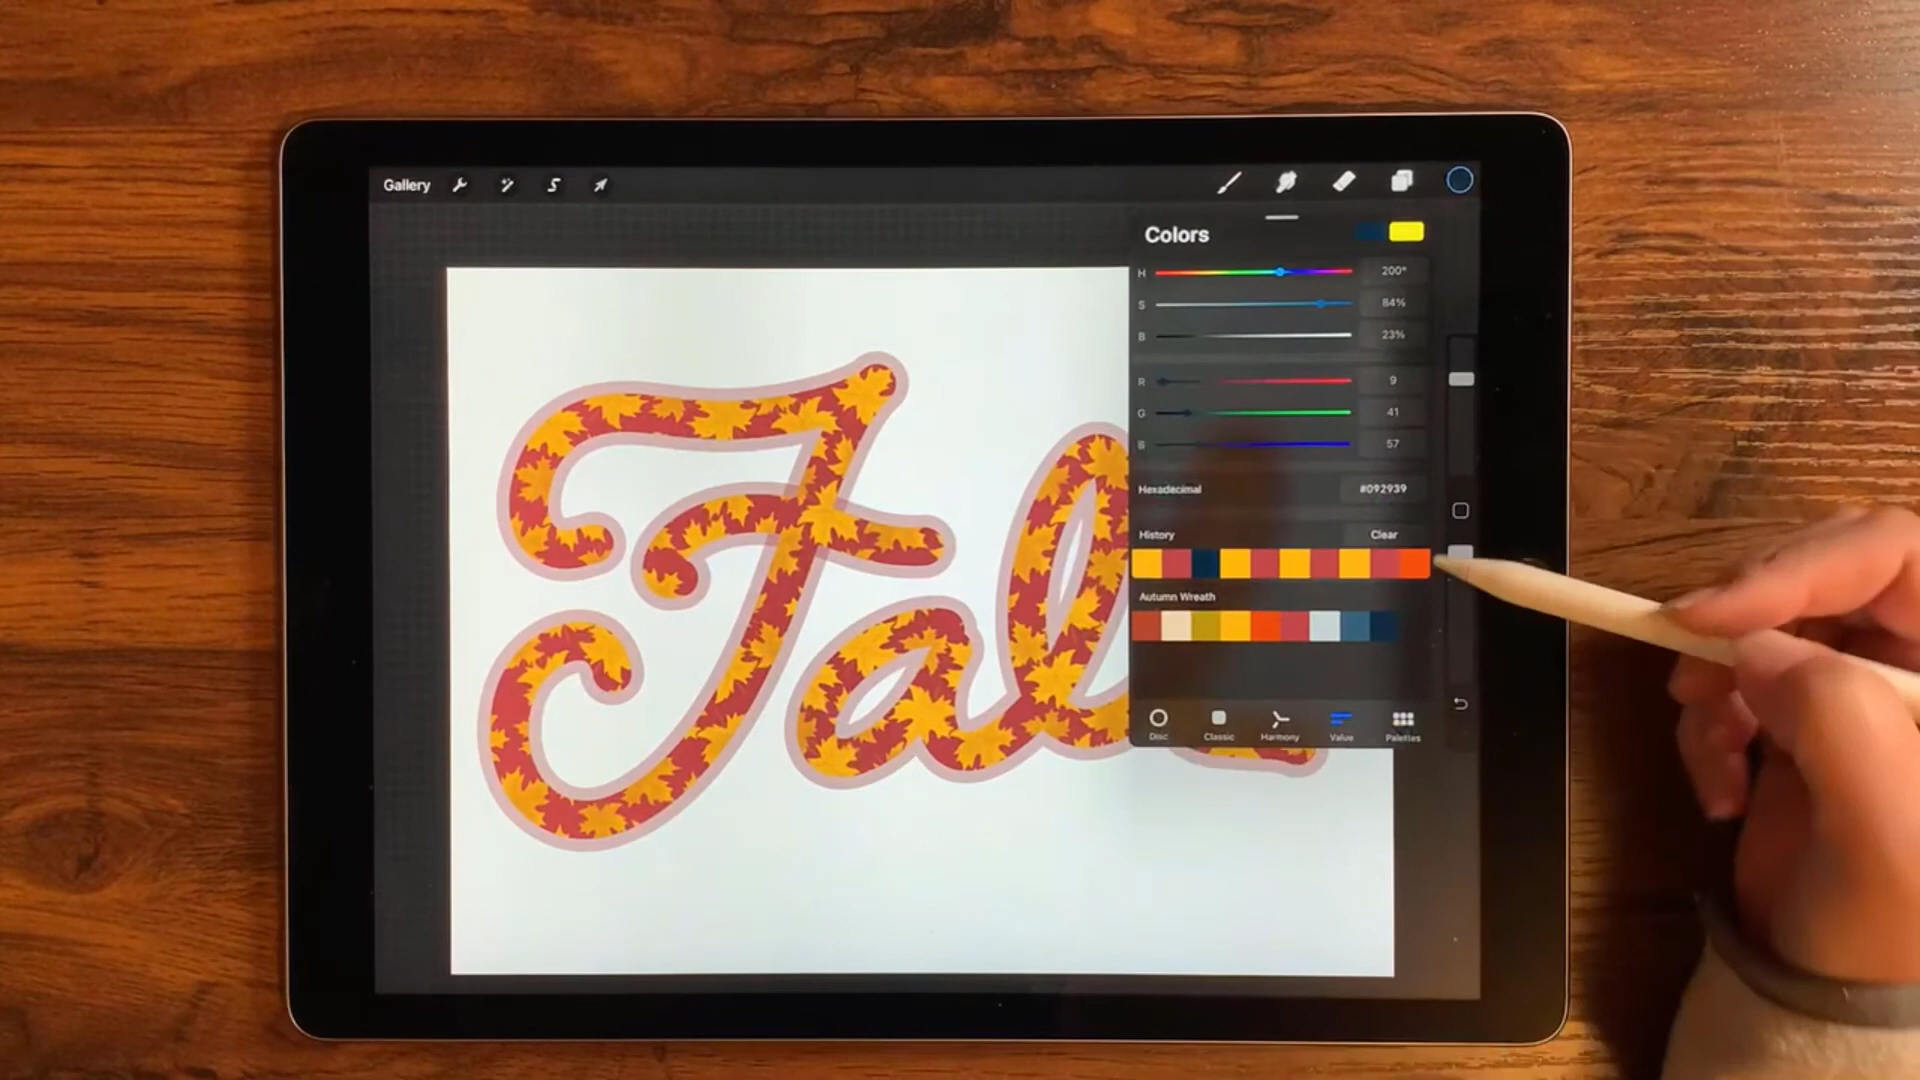 Gallery
Colors
H 200°
S 84%
B 23%
R 9
G 41
B 57
Hexadecimal #092939
History Clear
Autumn Wreath
Disc Classic Harmony Value Palettes
Fal